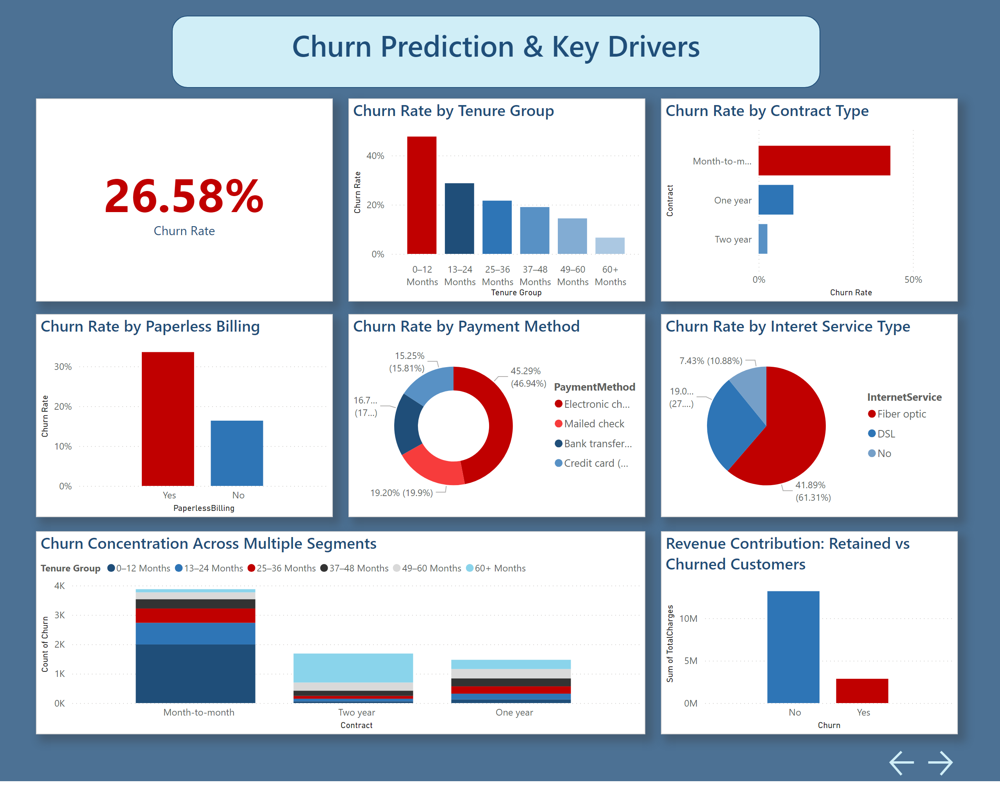 Churn Prediction & Key Drivers
26.58%
Churn Rate
Churn Rate by Tenure Group
Churn Rate
40%
20%
0%
0–12
Months
13–24
Months
25–36
Months
37–48
Months
49–60
Months
60+
Months
Tenure Group
Churn Rate by Contract Type
Contract
Month-to-m...
One year
Two year
0%
50%
Churn Rate
Churn Rate by Paperless Billing
Churn Rate
30%
20%
10%
0%
Yes
No
PaperlessBilling
Churn Rate by Payment Method
15.25%
(15.81%)
45.29%
(46.94%)
16.7...
(17...)
19.20% (19.9%)
PaymentMethod
Electronic ch...
Mailed check
Bank transfer...
Credit card (...
Churn Rate by Interet Service Type
7.43% (10.88%)
19.0...
(27....)
41.89%
(61.31%)
InternetService
Fiber optic
DSL
No
Churn Concentration Across Multiple Segments
Tenure Group 0–12 Months 13–24 Months 25–36 Months 37–48 Months 49–60 Months 60+ Months
Count of Churn
4K
3K
2K
1K
0K
Month-to-month
Two year
One year
Contract
Revenue Contribution: Retained vs
Churned Customers
Sum of TotalCharges
10M
5M
0M
No
Yes
Churn